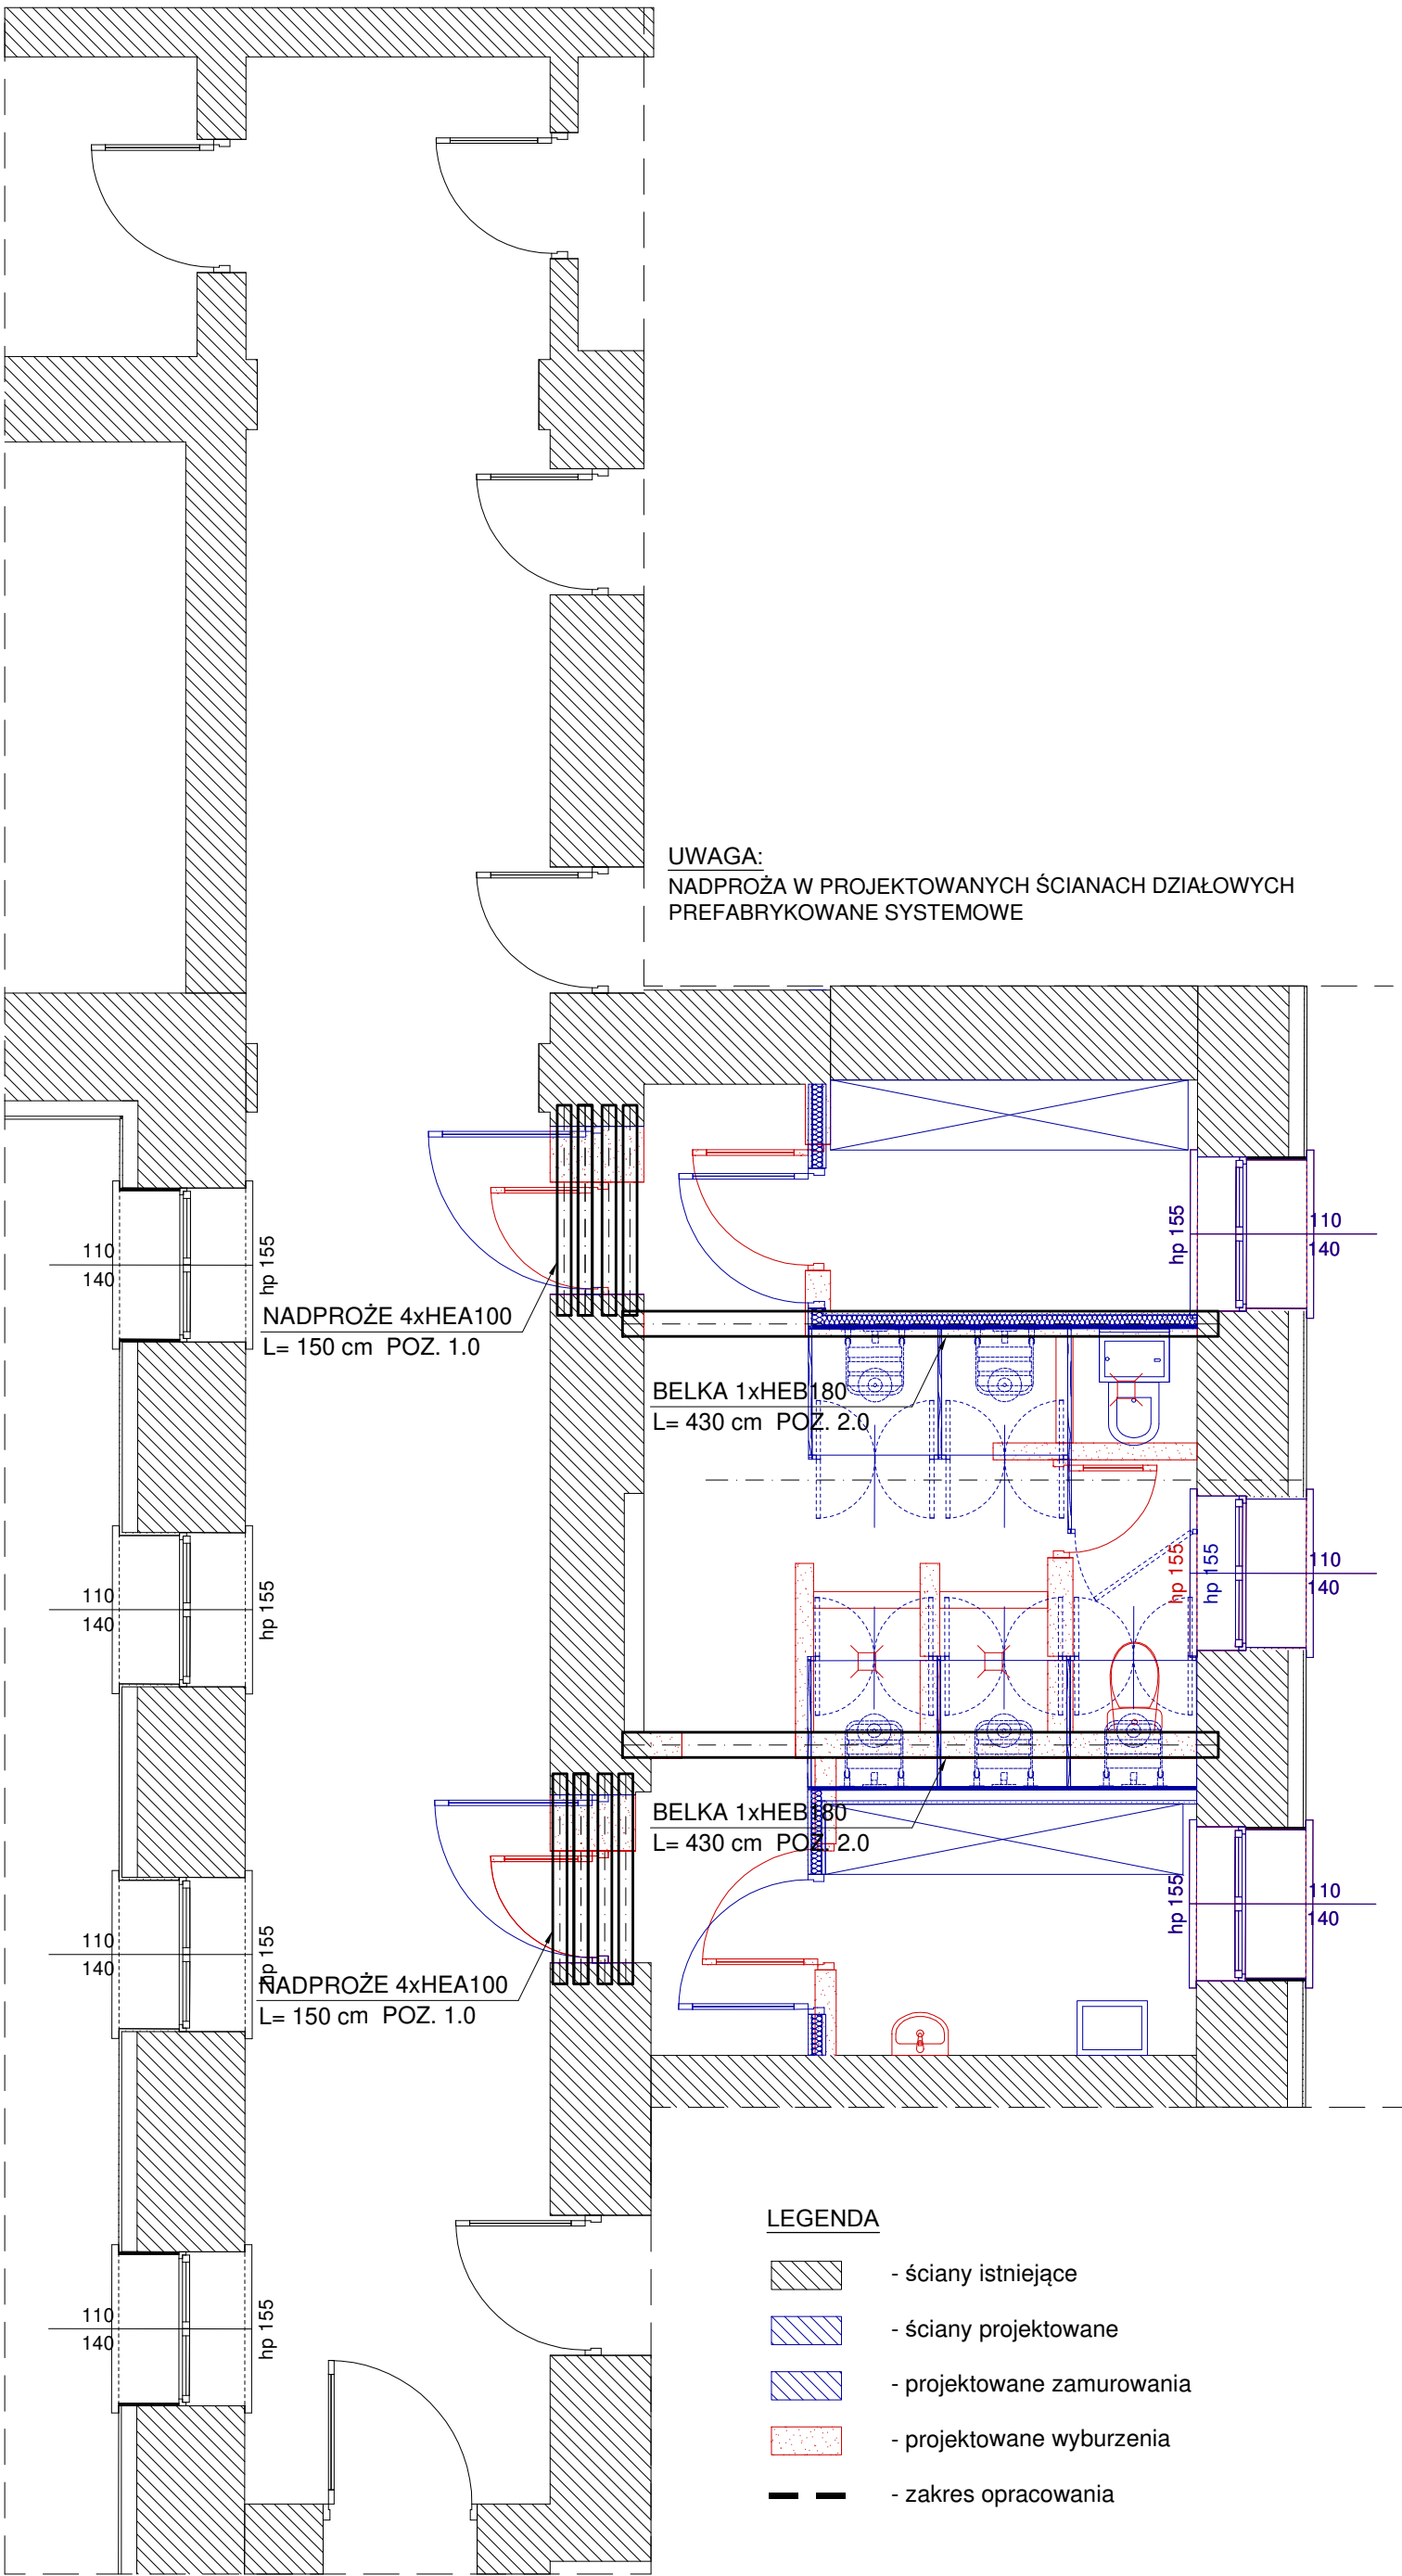 UWAGA:
NADPROŻA W PROJEKTOWANYCH ŚCIANACH DZIAŁOWYCH
PREFABRYKOWANE SYSTEMOWE
110
140
hp 155
hp 155
110
140
NADPROŻE 4xHEA100
L= 150 cm POZ. 1.0
BELKA 1xHEB180
L= 430 cm POZ. 2.0
110
140
hp 155
hp 155
hp 155
110
140
BELKA 1xHEB180
L= 430 cm POZ. 2.0
110
140
hp 155
hp 155
110
140
NADPROŻE 4xHEA100
L= 150 cm POZ. 1.0
110
140
hp 155
LEGENDA
- ściany istniejące
- ściany projektowane
- projektowane zamurowania
- projektowane wyburzenia
- zakres opracowania